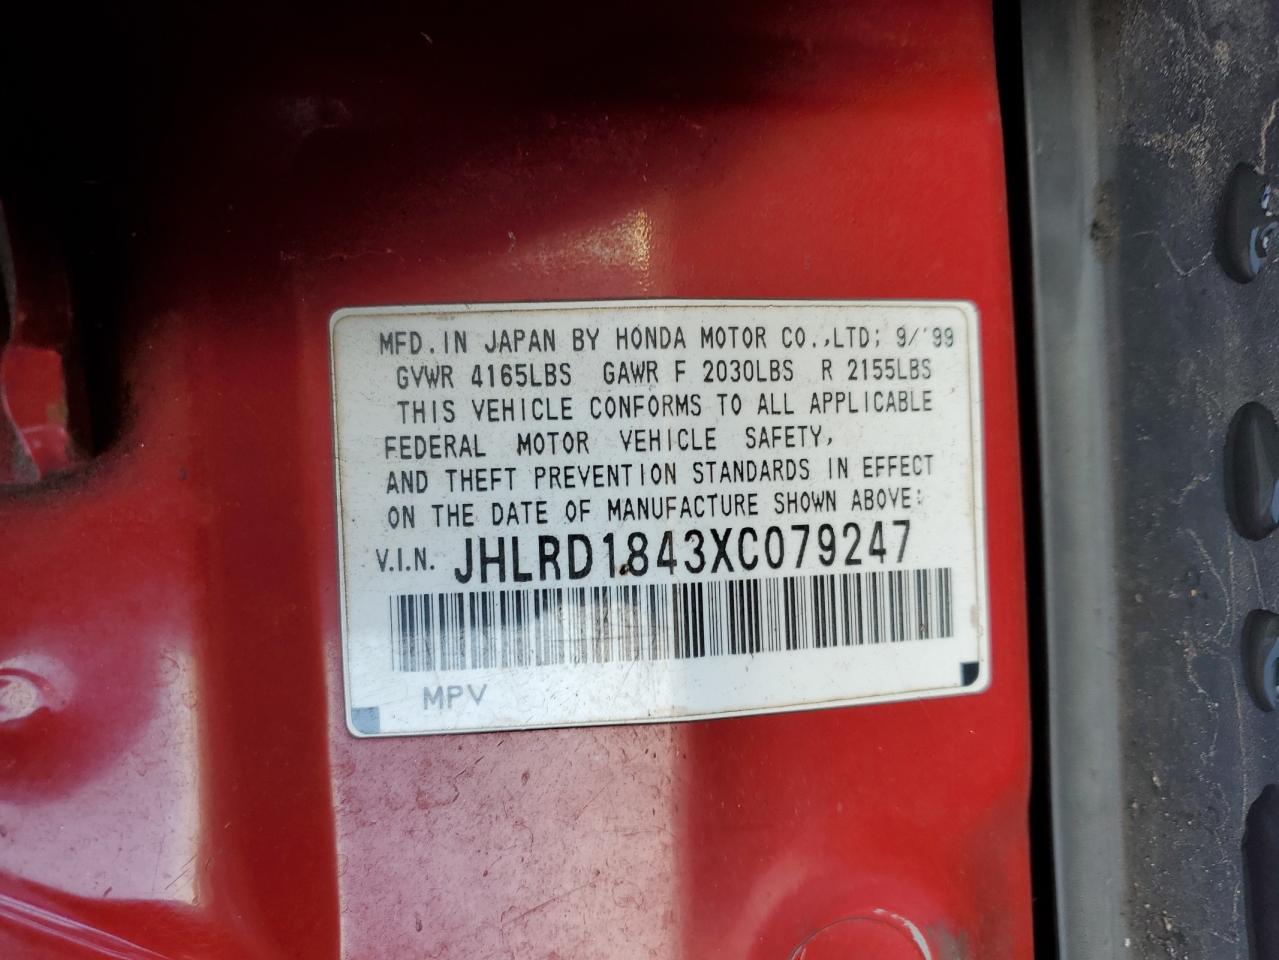 MFD. IN JAPAN BY HONDA MOTOR CO.,LTD; 9/'99
GVWR 4165LBS GAWR F 2030LBS R 2155LBS
THIS VEHICLE CONFORMS TO ALL APPLICABLE
FEDERAL MOTOR VEHICLE SAFETY,
AND THEFT PREVENTION STANDARDS IN EFFECT
ON THE DATE OF MANUFACTURE SHOWN ABOVE:
V.I.N. JHLRD1843XC079247
MPV